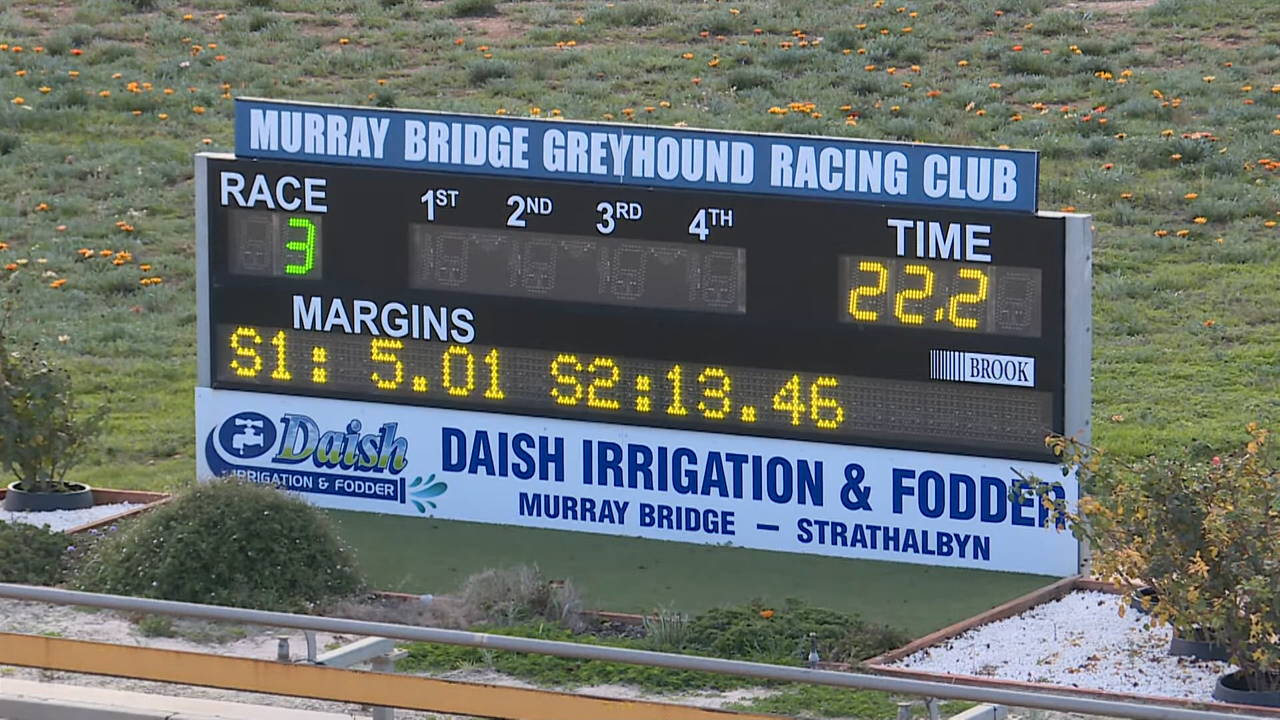 MURRAY BRIDGE GREYHOUND RACING CLUB
RACE 1ST 2ND 3RD 4TH TIME
3 22.2
MARGINS
S1: 5.01 S2:13.46
BROOK
Daish
IRRIGATION & FODDER
DAISH IRRIGATION & FODDER
MURRAY BRIDGE – STRATHALBYN